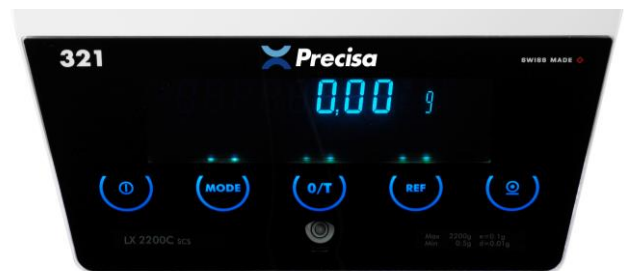 321
Precisa
SWISS MADE
0,00 g
MODE
0/T
REF
LX 2200C SCS
Max 2200g e=0.1g
Min 0.5g d=0.01g